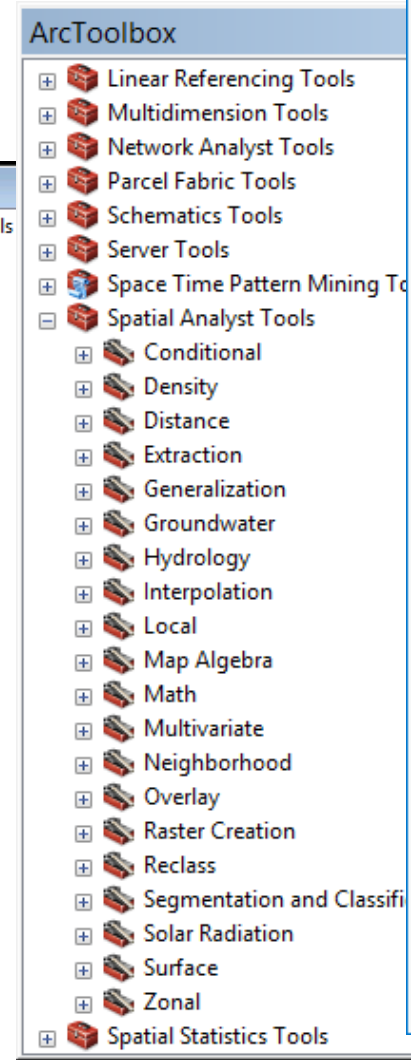 ArcToolbox
Linear Referencing Tools
Multidimension Tools
Network Analyst Tools
Parcel Fabric Tools
Schematics Tools
ls
Server Tools
Space Time Pattern Mining To
Spatial Analyst Tools
Conditional
Density
Distance
Extraction
Generalization
Groundwater
Hydrology
Interpolation
Local
Map Algebra
Math
Multivariate
Neighborhood
Overlay
Raster Creation
Reclass
Segmentation and Classifi
Solar Radiation
Surface
Zonal
Spatial Statistics Tools